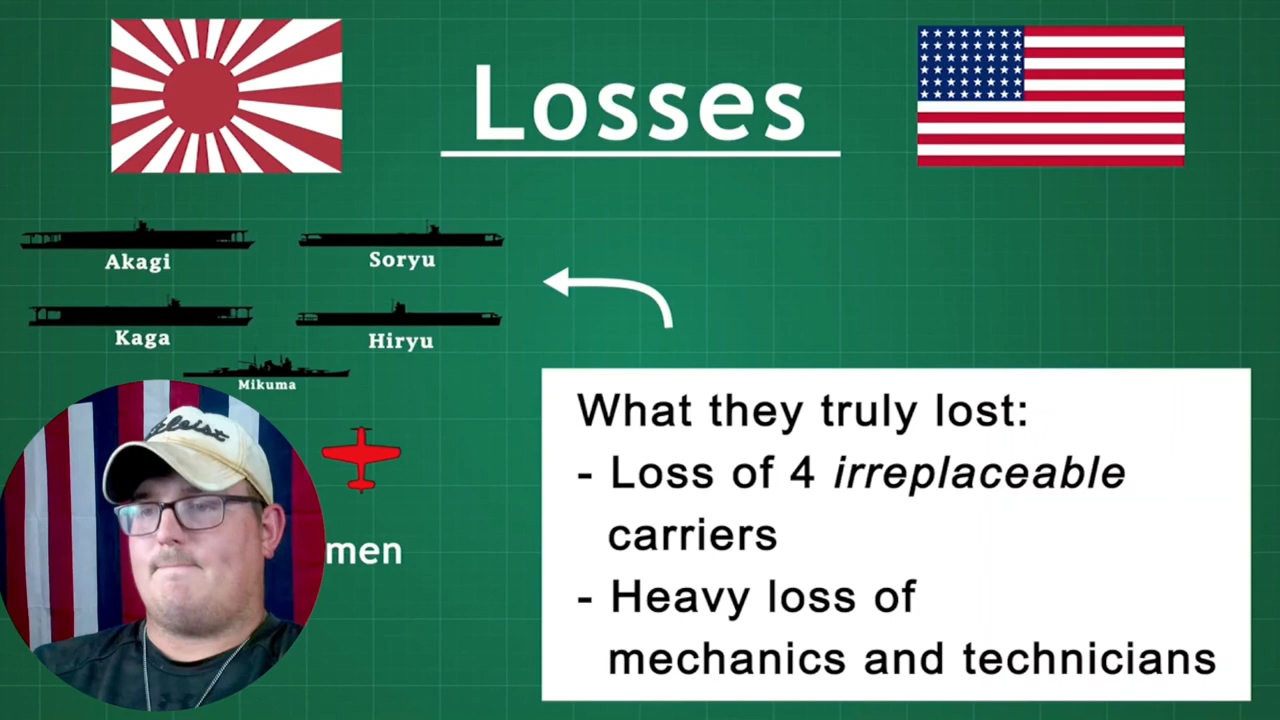 Losses
Akagi
Soryu
Kaga
Hiryu
Mikuma
men
What they truly lost:
- Loss of 4 irreplaceable
carriers
- Heavy loss of
mechanics and technicians